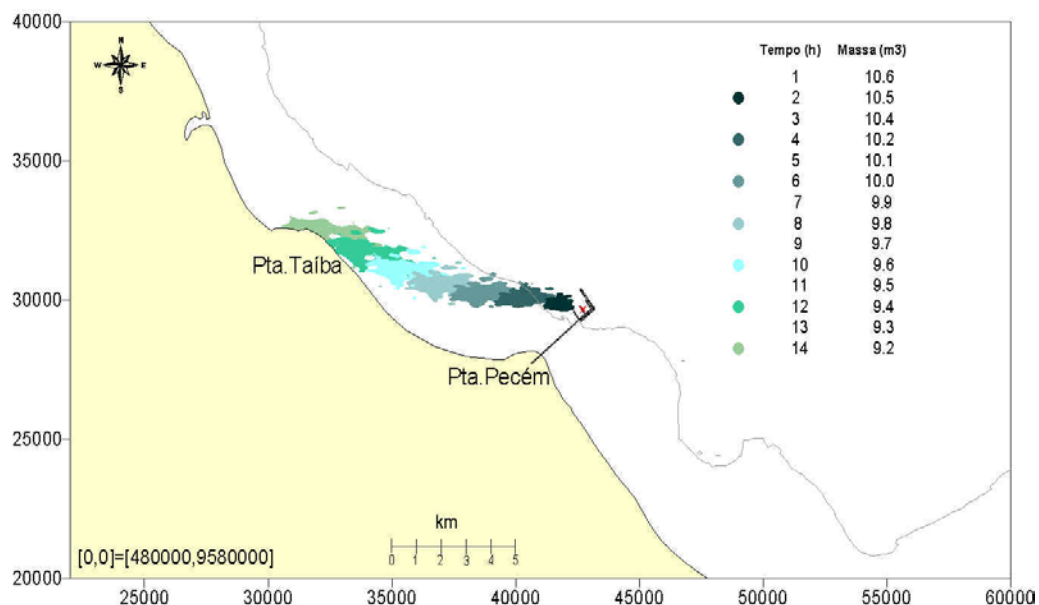 40000
35000
30000
25000
20000
N
W E
S
Tempo (h) Massa (m3)
1 10.6
2 10.5
3 10.4
4 10.2
5 10.1
6 10.0
7 9.9
8 9.8
9 9.7
10 9.6
11 9.5
12 9.4
13 9.3
14 9.2
Pta.Taíba
x
Pta.Pecém
km
0 1 2 3 4 5
[0,0]=[480000,9580000]
25000 30000 35000 40000 45000 50000 55000 60000